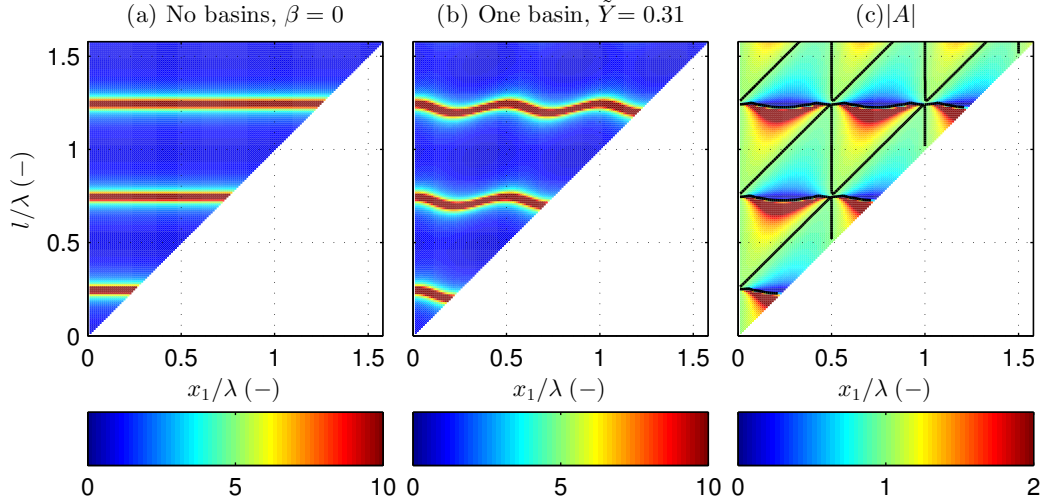 (a) No basins, β = 0
(b) One basin, Ỹ = 0.31
(c)|A|
l/λ (−)
1.5
1
0.5
0
0 0.5 1 1.5
0 0.5 1 1.5
0 0.5 1 1.5
x₁/λ (−)
x₁/λ (−)
x₁/λ (−)
0 5 10
0 5 10
0 1 2